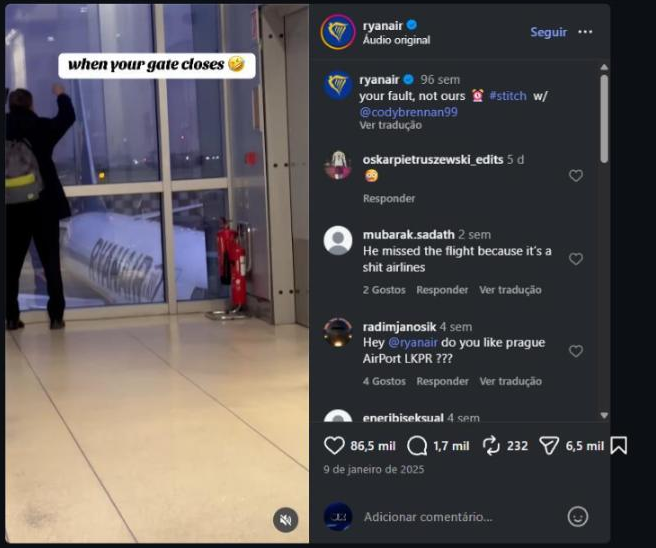 when your gate closes 🤣
RYANAIR
ryanair
Áudio original
Seguir
ryanair 96 sem
your fault, not ours ⏰ #stitch w/
@codybrennan99
Ver tradução
oskarpietruszewski_edits 5 d
😳
Responder
mubarak.sadath 2 sem
He missed the flight because it's a
shit airlines
2 Gostos Responder Ver tradução
radimjanosik 4 sem
Hey @ryanair do you like prague
AirPort LKPR ???
4 Gostos Responder Ver tradução
eneribiseksual 4 sem
86,5 mil 1,7 mil 232 6,5 mil
9 de janeiro de 2025
Adicionar comentário...